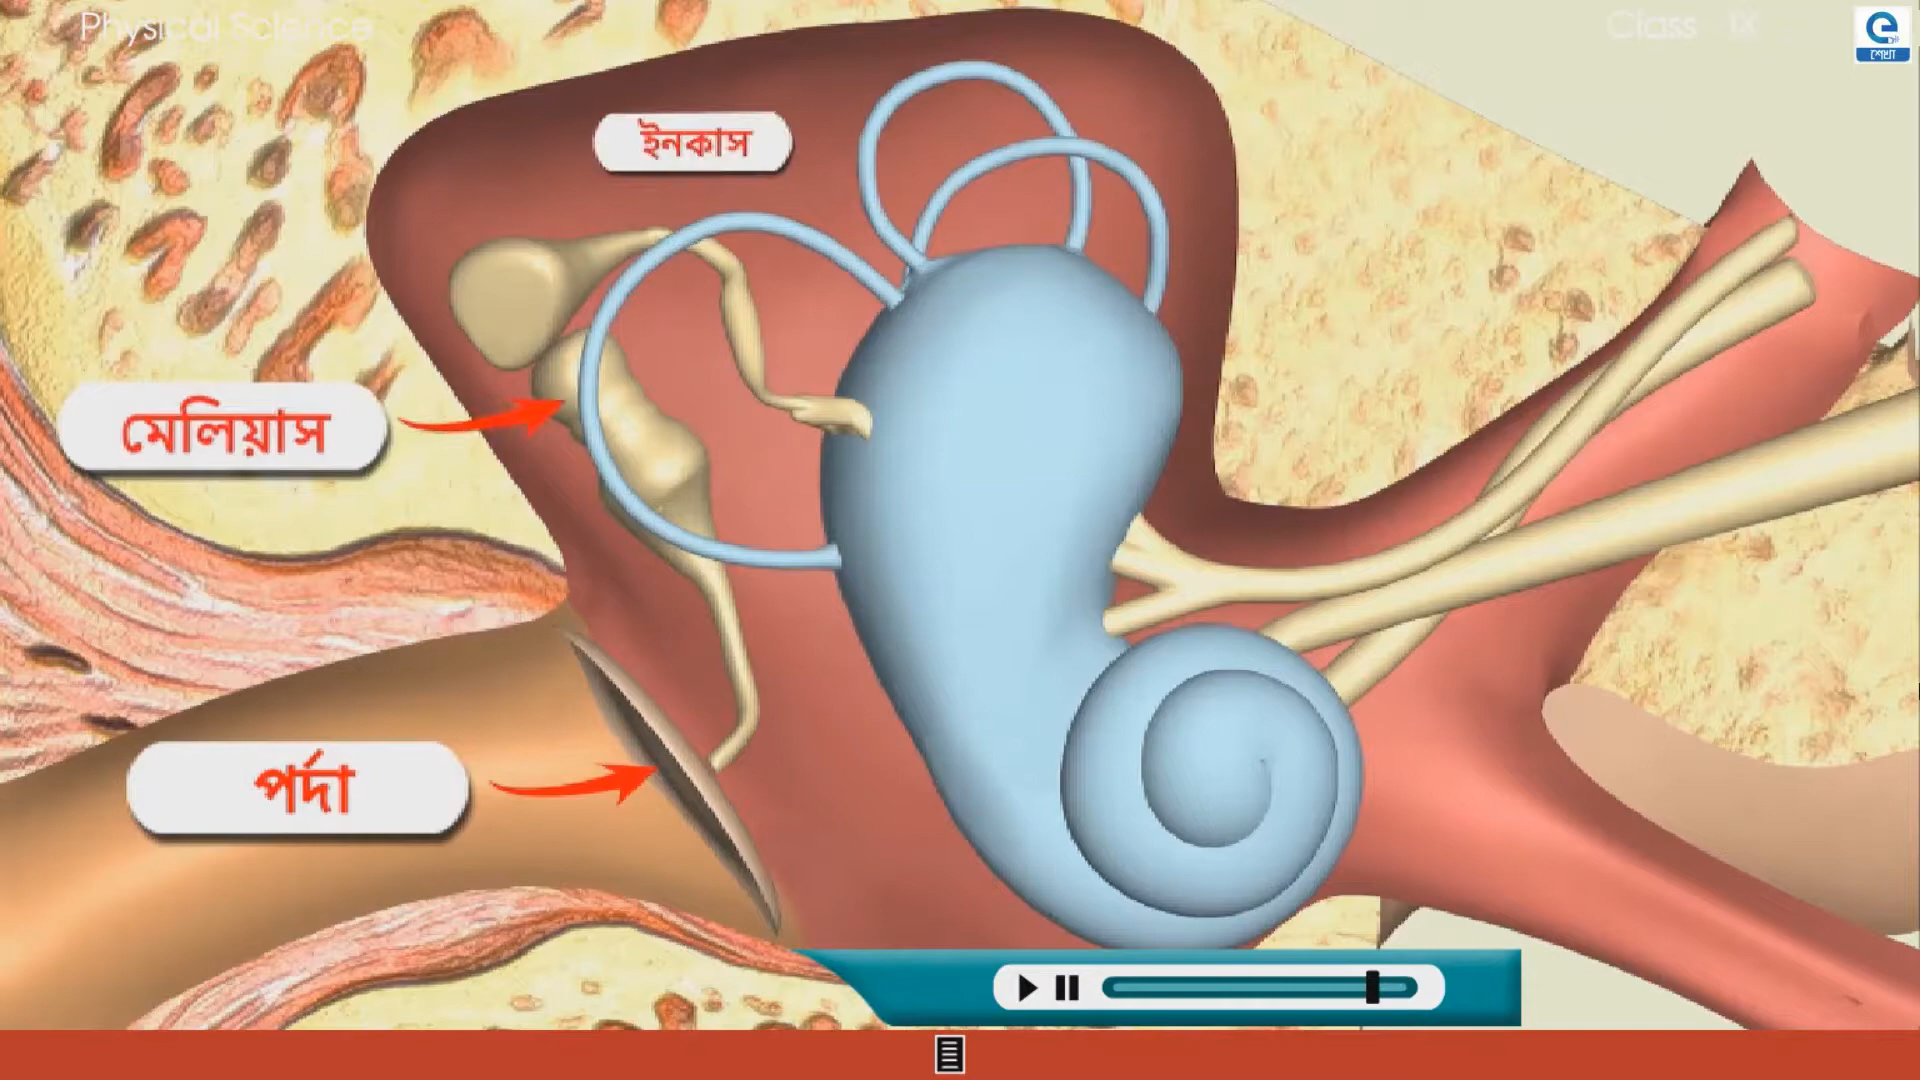 Physical Science
Class IX
শেখা
ইনকাস
মেলিয়াস
পর্দা